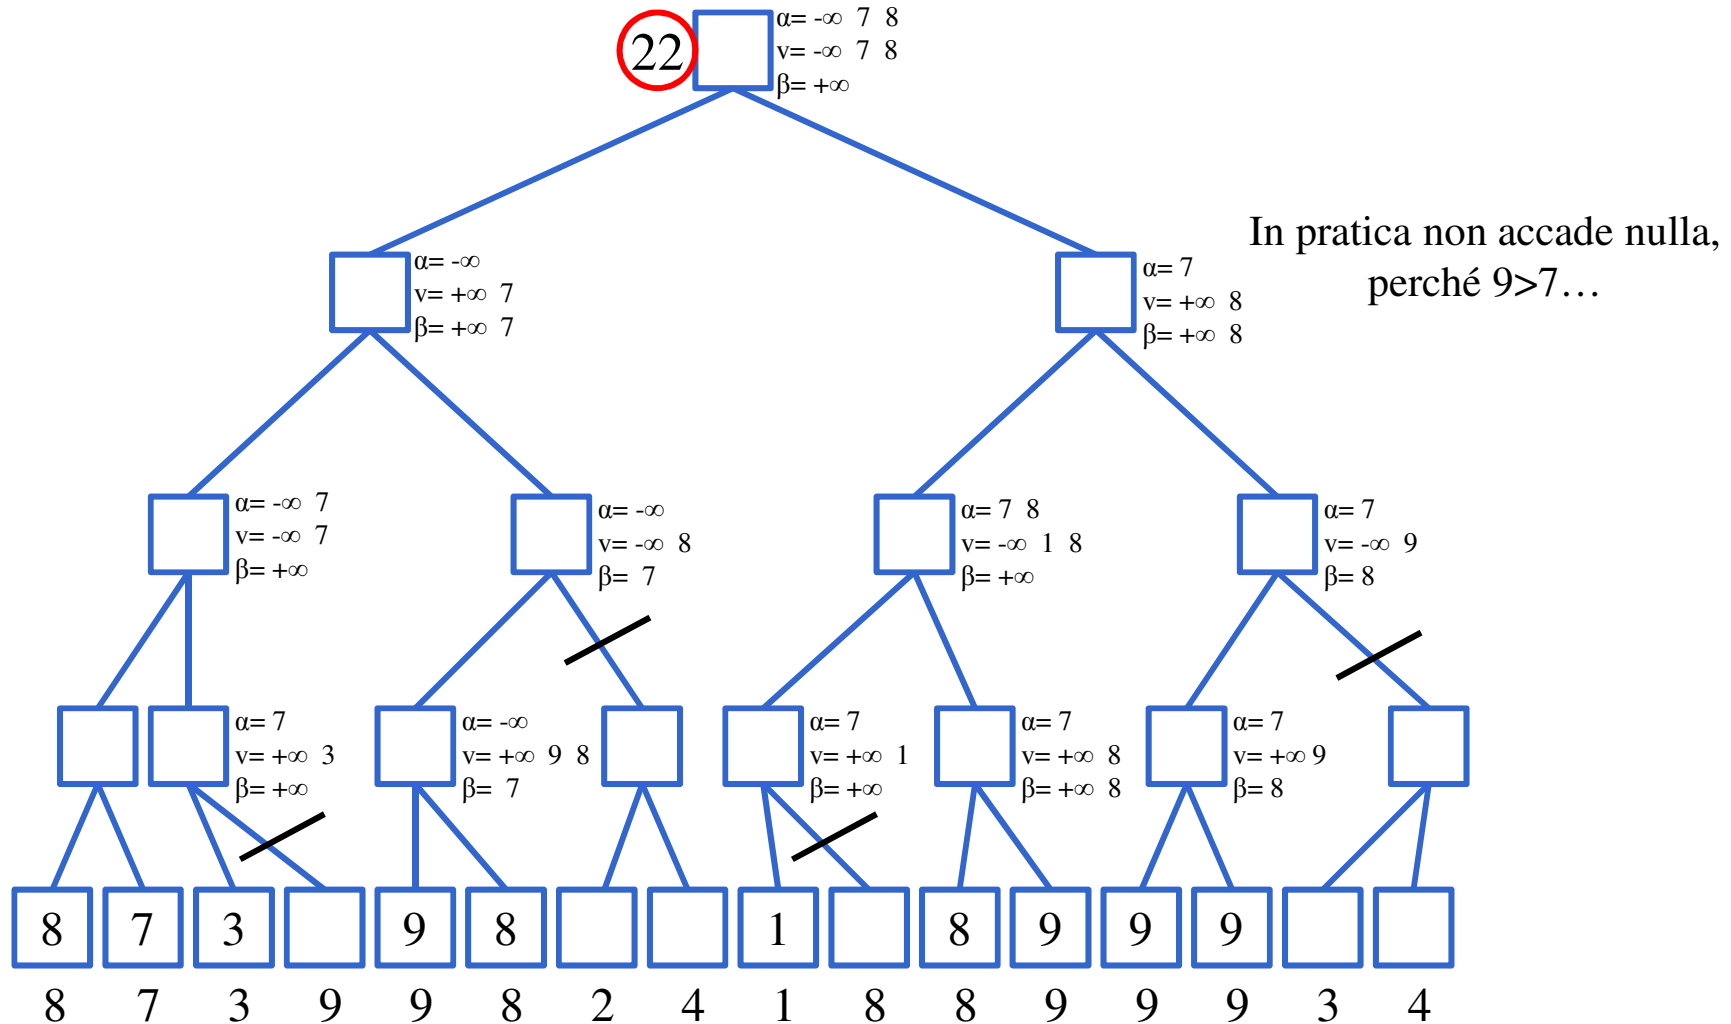 22
α= -∞ 7 8
v= -∞ 7 8
β= +∞
In pratica non accade nulla,
perché 9>7…
α= -∞
v= +∞ 7
β= +∞ 7
α= 7
v= +∞ 8
β= +∞ 8
α= -∞ 7
v= -∞ 7
β= +∞
α= -∞
v= -∞ 8
β= 7
α= 7 8
v= -∞ 1 8
β= +∞
α= 7
v= -∞ 9
β= 8
α= 7
v= +∞ 3
β= +∞
α= -∞
v= +∞ 9 8
β= 7
α= 7
v= +∞ 1
β= +∞
α= 7
v= +∞ 8
β= +∞ 8
α= 7
v= +∞ 9
β= 8
8 7 3 9 8 1 8 9 9 9
8 7 3 9 9 8 2 4 1 8 8 9 9 9 3 4